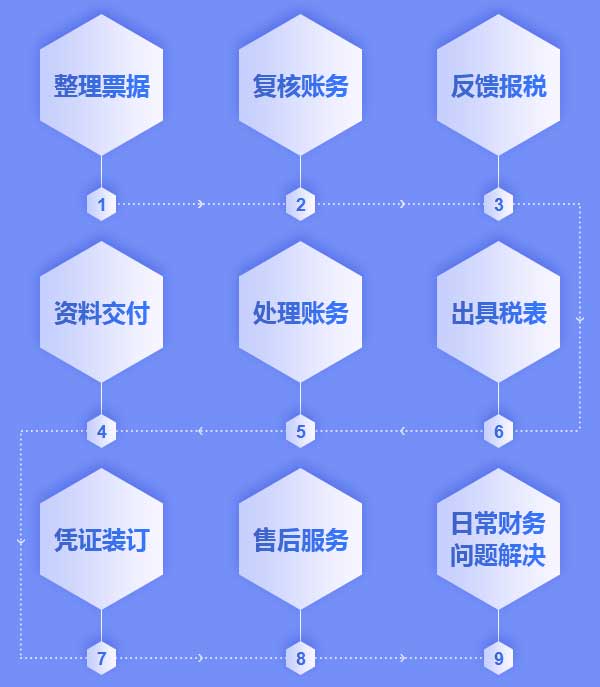 整理票据
复核账务
反馈报税
1
2
3
资料交付
处理账务
出具税表
4
5
6
凭证装订
售后服务
日常财务
问题解决
7
8
9